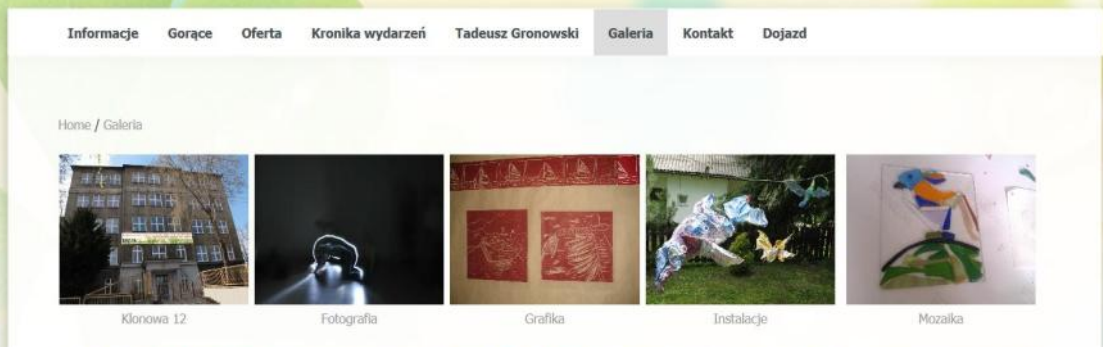 Informacje Gorące Oferta Kronika wydarzeń Tadeusz Gronowski Galeria Kontakt Dojazd
Home / Galeria
Klonowa 12 Fotografia Grafika Instalacje Mozaika